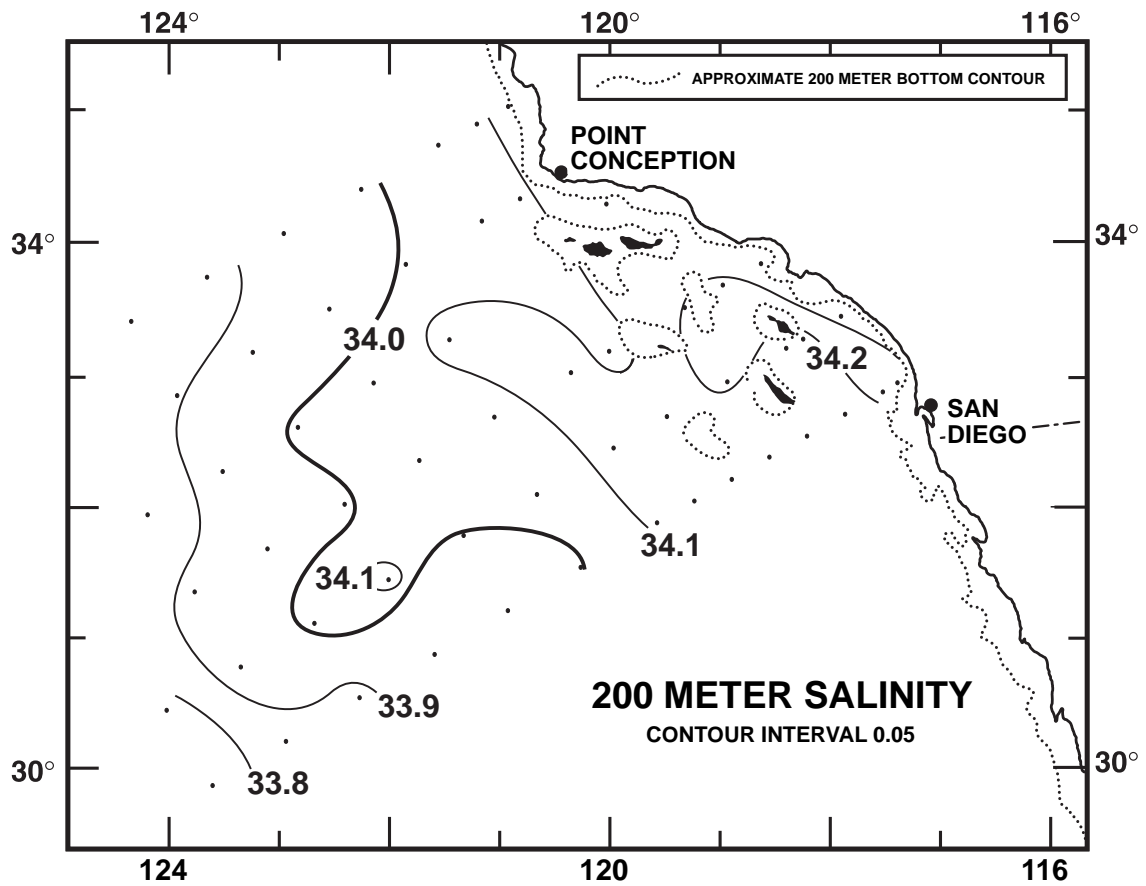 124°
120°
116°
APPROXIMATE 200 METER BOTTOM CONTOUR
POINT
CONCEPTION
34°
34°
34.0
34.2
SAN
DIEGO
34.1
34.1
200 METER SALINITY
33.9
CONTOUR INTERVAL 0.05
30°
30°
33.8
124
120
116